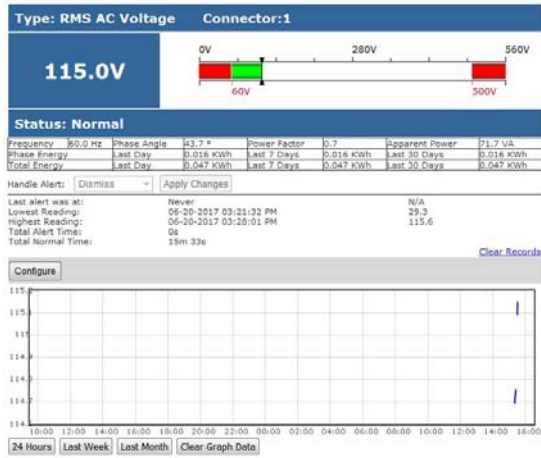 Type: RMS AC Voltage Connector:1
0V 280V 560V
115.0V
60V 500V
Status: Normal
Frequency 60.0 Hz Phase Angle 43.7 ° Power Factor 0.7 Apparent Power 71.7 VA
Phase Energy Last Day 0.016 KWh Last 7 Days 0.016 KWh Last 30 Days 0.016 KWh
Total Energy Last Day 0.047 KWh Last 7 Days 0.047 KWh Last 30 Days 0.047 KWh
Handle Alert: Dismiss Apply Changes
Last alert was at: Never N/A
Lowest Reading: 06-20-2017 03:21:32 PM 29.3
Highest Reading: 06-20-2017 03:28:01 PM 115.6
Total Alert Time: 0s
Total Normal Time: 15m 33s
Clear Records
Configure
10:00 12:00 14:00 16:00 18:00 20:00 22:00 00:00 02:00 04:00 06:00 08:00 10:00 12:00 14:00 16:00
24 Hours Last Week Last Month Clear Graph Data